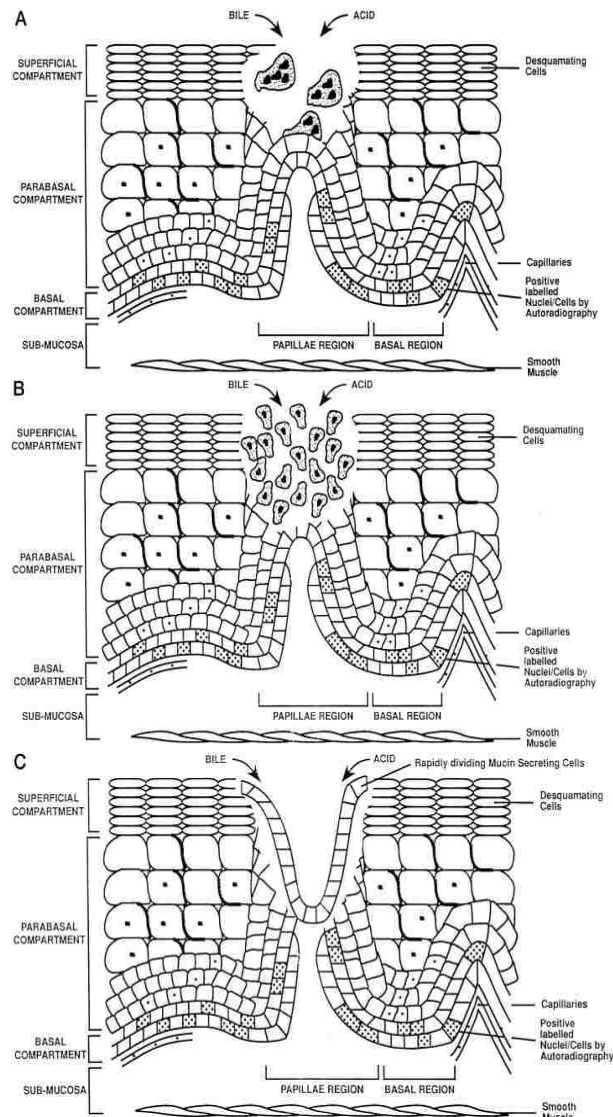 A
BILE
ACID
SUPERFICIAL
COMPARTMENT
Desquamating
Cells
PARABASAL
COMPARTMENT
Capillaries
Positive
labelled
Nuclei/Cells by
Autoradiography
BASAL
COMPARTMENT
SUB-MUCOSA
PAPILLAE REGION
BASAL REGION
Smooth
Muscle
B
BILE
ACID
SUPERFICIAL
COMPARTMENT
Desquamating
Cells
PARABASAL
COMPARTMENT
Capillaries
Positive
labelled
Nuclei/Cells by
Autoradiography
BASAL
COMPARTMENT
SUB-MUCOSA
PAPILLAE REGION
BASAL REGION
Smooth
Muscle
C
BILE
ACID
Rapidly dividing Mucin Secreting Cells
SUPERFICIAL
COMPARTMENT
Desquamating
Cells
PARABASAL
COMPARTMENT
Capillaries
Positive
labelled
Nuclei/Cells by
Autoradiography
BASAL
COMPARTMENT
SUB-MUCOSA
PAPILLAE REGION
BASAL REGION
Smooth
Muscle